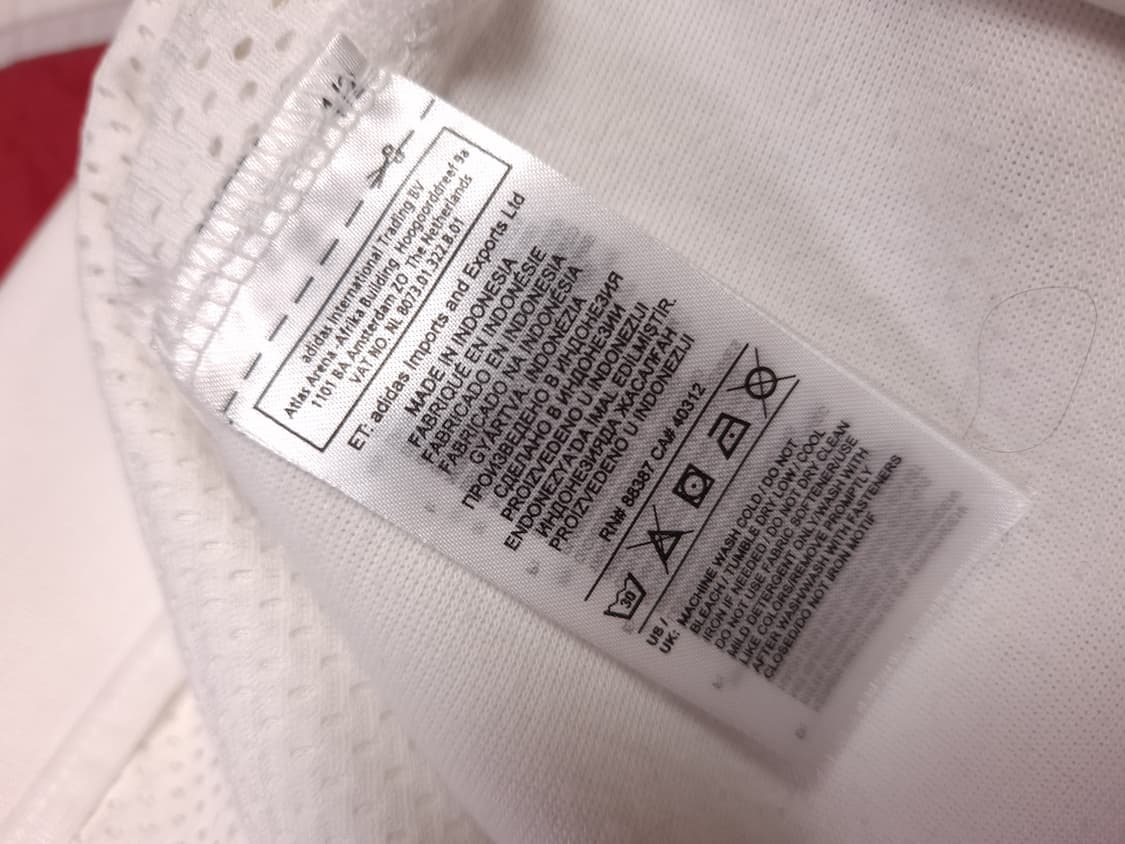 1/2
adidas International Trading BV
Atlas Arena Afrika Building, Hoogoorddreef 9a
1101 BA Amsterdam ZO, The Netherlands
VAT NO.: NL 8073.01.322.B.01
ET: adidas Imports and Exports Ltd
MADE IN INDONESIA
FABRIQUÉ EN INDONÉSIE
FABRICADO EN INDONESIA
FABRICADO NA INDONÉSIA
GYÁRTVA: INDONÉZIA
ПРОИЗВЕДЕНО В ИНДОНЕЗИЯ
СДЕЛАНО В ИНДОНЕЗИИ
PROIZVEDENO U INDONEZIJI
ENDONEZYA'DA İMAL EDİLMİŞTİR.
ИНДОНЕЗИЯДА ЖАСАЛҒАН
PROIZVEDENO U INDONEZIJI
RN# 88387 CA# 40312
30
US / UK: MACHINE WASH COLD / DO NOT
BLEACH / TUMBLE DRY LOW / COOL
IRON IF NEEDED / DO NOT DRY CLEAN
DO NOT USE FABRIC SOFTENER/USE
MILD DETERGENT ONLY/WASH WITH
LIKE COLORS/REMOVE PROMPTLY
AFTER WASH/WASH WITH FASTENERS
CLOSED/DO NOT IRON MOTIF